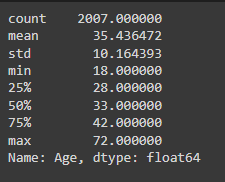 count    2007.000000
mean       35.436472
std        10.164393
min        18.000000
25%        28.000000
50%        33.000000
75%        42.000000
max        72.000000
Name: Age, dtype: float64